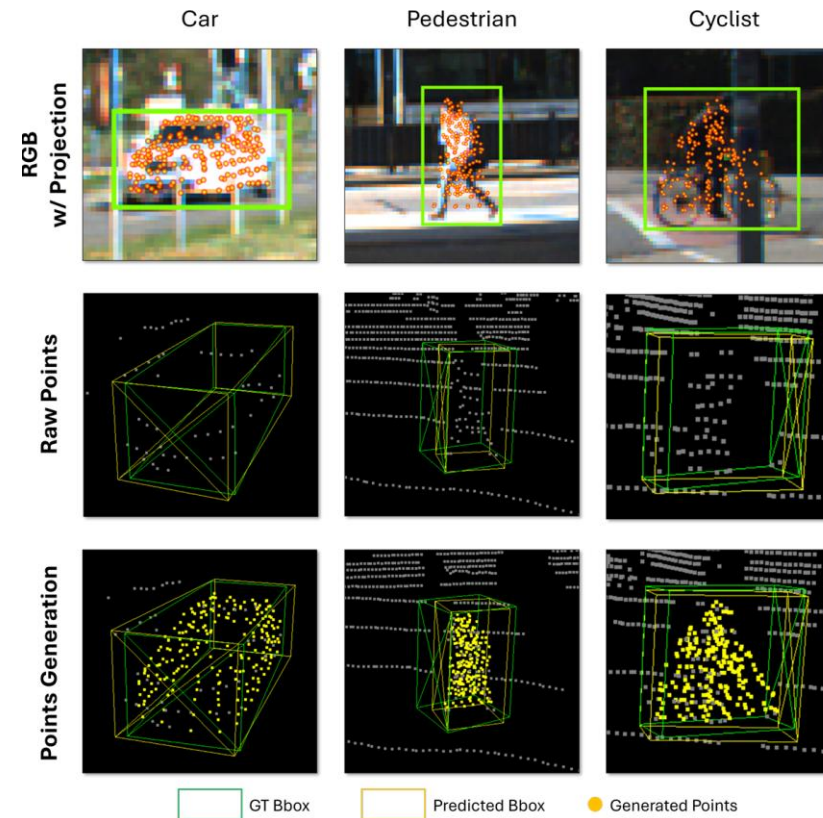 Car Pedestrian Cyclist
RGB
w/ Projection
Raw Points
Points Generation
GT Bbox Predicted Bbox Generated Points